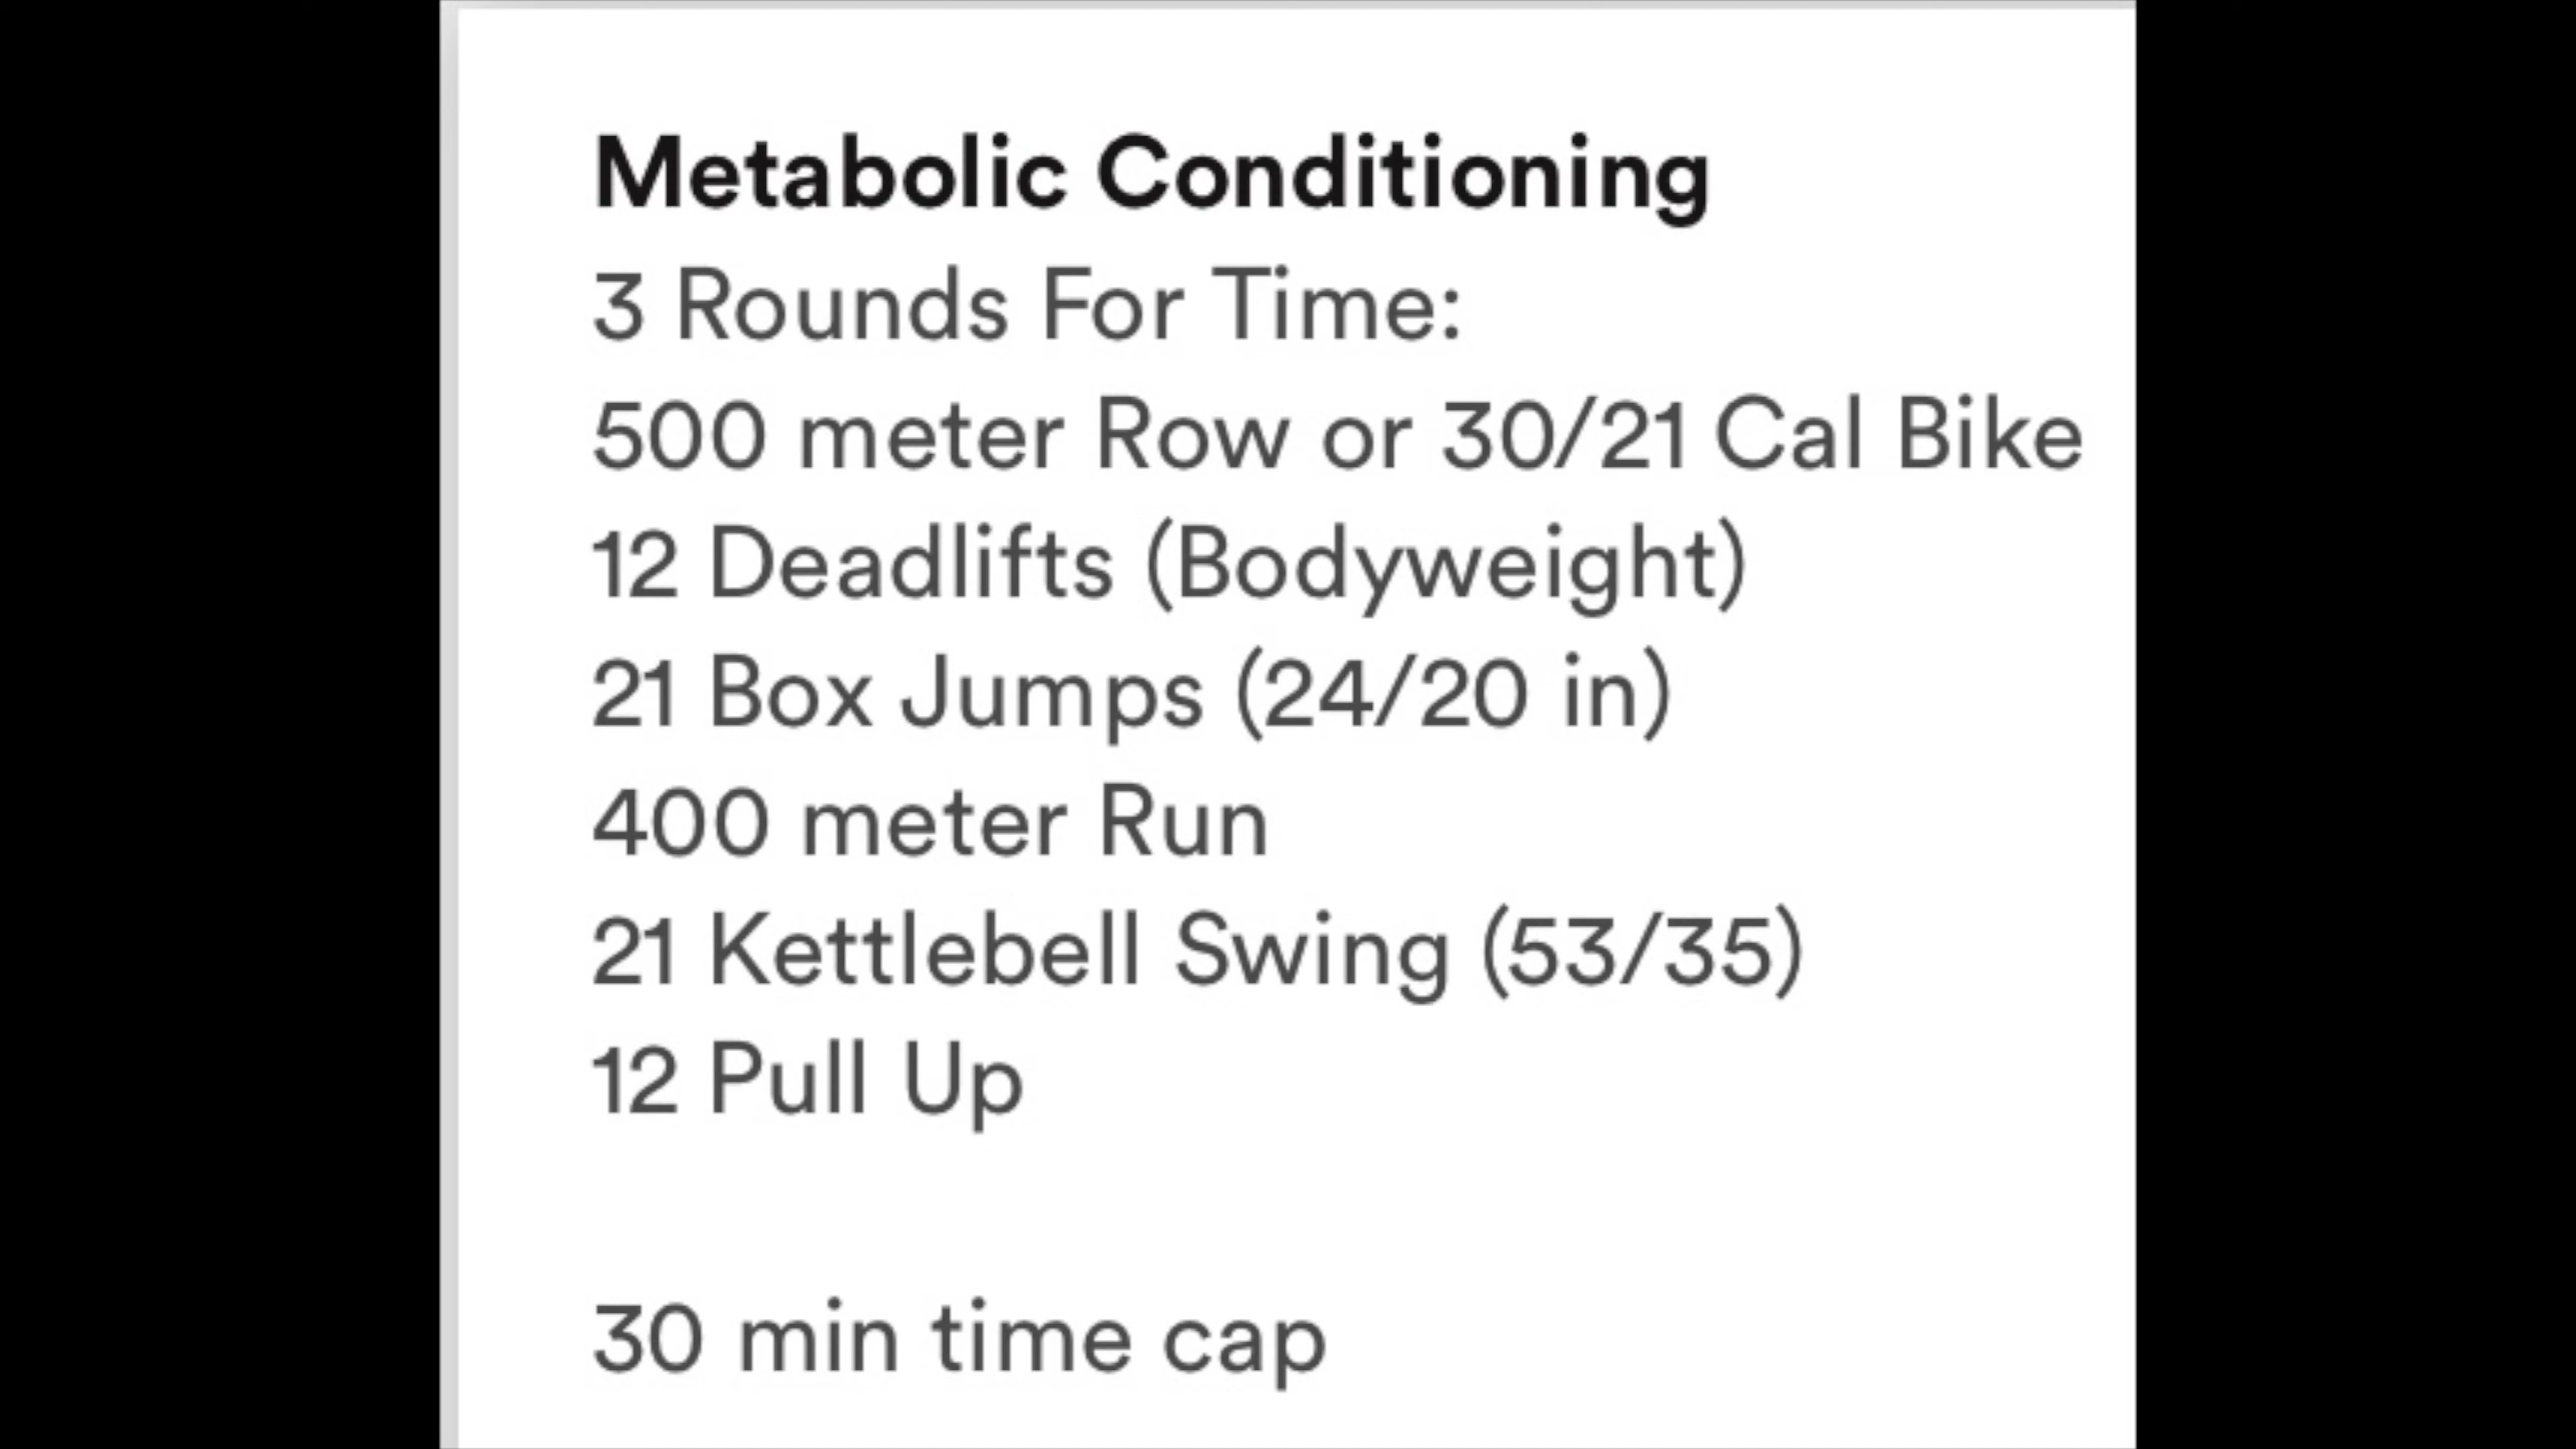 Metabolic Conditioning
3 Rounds For Time:
500 meter Row or 30/21 Cal Bike
12 Deadlifts (Bodyweight)
21 Box Jumps (24/20 in)
400 meter Run
21 Kettlebell Swing (53/35)
12 Pull Up
30 min time cap